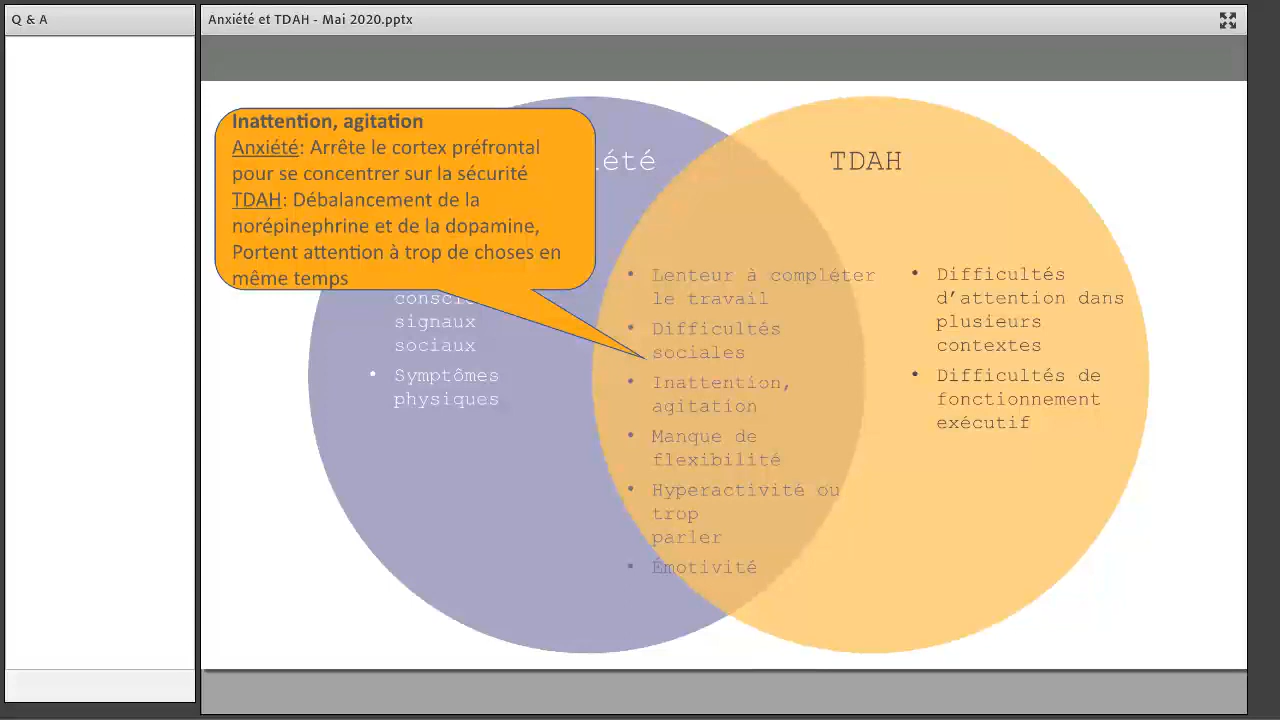 Q & A
Anxiété et TDAH - Mai 2020.pptx
Inattention, agitation
Anxiété: Arrête le cortex préfrontal
pour se concentrer sur la sécurité
TDAH: Débalancement de la
norépinephrine et de la dopamine,
Portent attention à trop de choses en
même temps
TDAH
signaux
sociaux
• Symptômes
physiques
• Lenteur à compléter
le travail
• Difficultés
sociales
• Inattention,
agitation
• Manque de
flexibilité
• Hyperactivité ou
trop
parler
• Émotivité
• Difficultés
d’attention dans
plusieurs
contextes
• Difficultés de
fonctionnement
exécutif